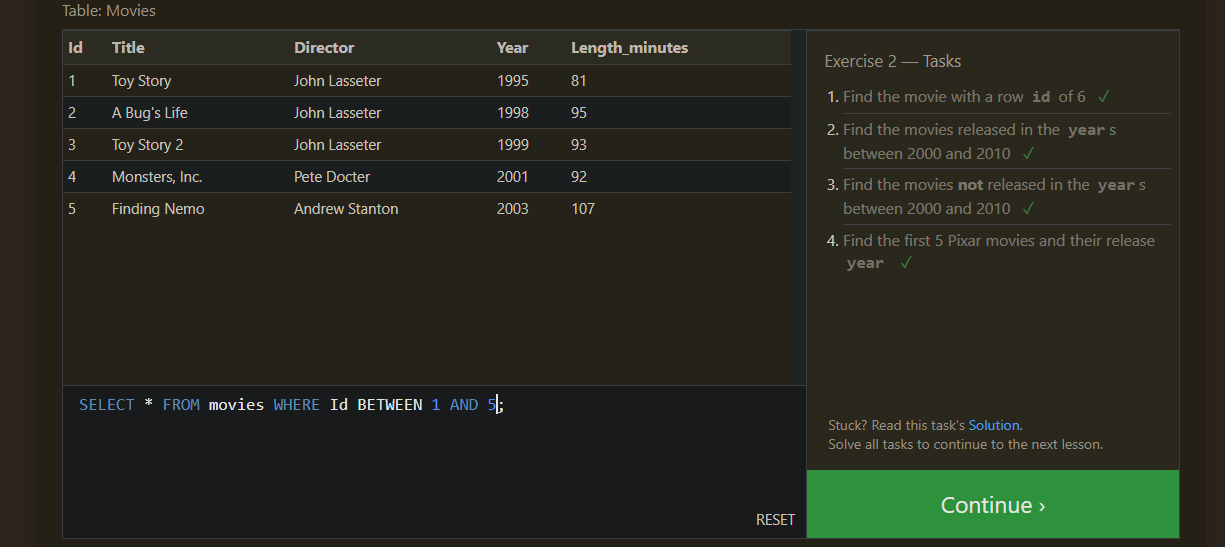 Table: Movies
Id Title Director Year Length_minutes
1 Toy Story John Lasseter 1995 81
2 A Bug's Life John Lasseter 1998 95
3 Toy Story 2 John Lasseter 1999 93
4 Monsters, Inc. Pete Docter 2001 92
5 Finding Nemo Andrew Stanton 2003 107
SELECT * FROM movies WHERE Id BETWEEN 1 AND 5;
RESET
Exercise 2 — Tasks
1. Find the movie with a row id of 6 ✓
2. Find the movies released in the year s
between 2000 and 2010 ✓
3. Find the movies not released in the year s
between 2000 and 2010 ✓
4. Find the first 5 Pixar movies and their release
year ✓
Stuck? Read this task's Solution.
Solve all tasks to continue to the next lesson.
Continue ›